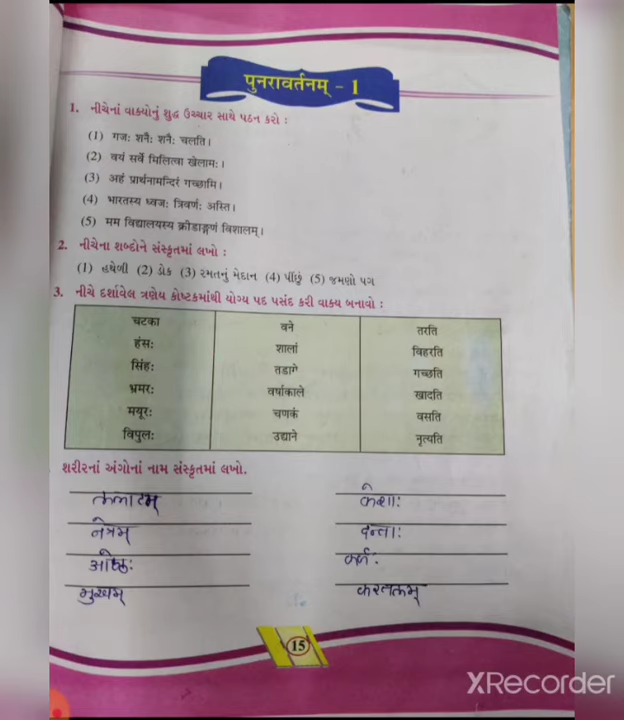 पुनरावर्तनम् - 1
1. નીચેનાં વાક્યોનું શુદ્ધ ઉચ્ચાર સાથે પઠન કરો :
(1) गजः शनैः शनैः चलति।
(2) वयं सर्वे मिलित्वा खेलामः।
(3) अहं प्रार्थनामन्दिरं गच्छामि।
(4) भारतस्य ध्वजः त्रिवर्णः अस्ति।
(5) मम विद्यालयस्य क्रीडाङ्गणं विशालम्।
2. નીચેના શબ્દોને સંસ્કૃતમાં લખો :
(1) હથેળી (2) ડોક (3) રમતનું મેદાન (4) પીંછું (5) જમણો પગ
3. નીચે દર્શાવેલ ત્રણેય કોષ્ટકમાંથી યોગ્ય પદ પસંદ કરી વાક્ય બનાવો :
चटका वने तरति
हंसः शालां विहरति
सिंहः तडागे गच्छति
भ्रमरः वर्षाकाले खादति
मयूरः चणकं वसति
विपुलः उद्याने नृत्यति
શરીરનાં અંગોનાં નામ સંસ્કૃતમાં લખો.
ललाटम् केशाः
नेत्रम् दन्ताः
ओष्ठः कर्णः
मुखम् करतलम्
15
XRecorder